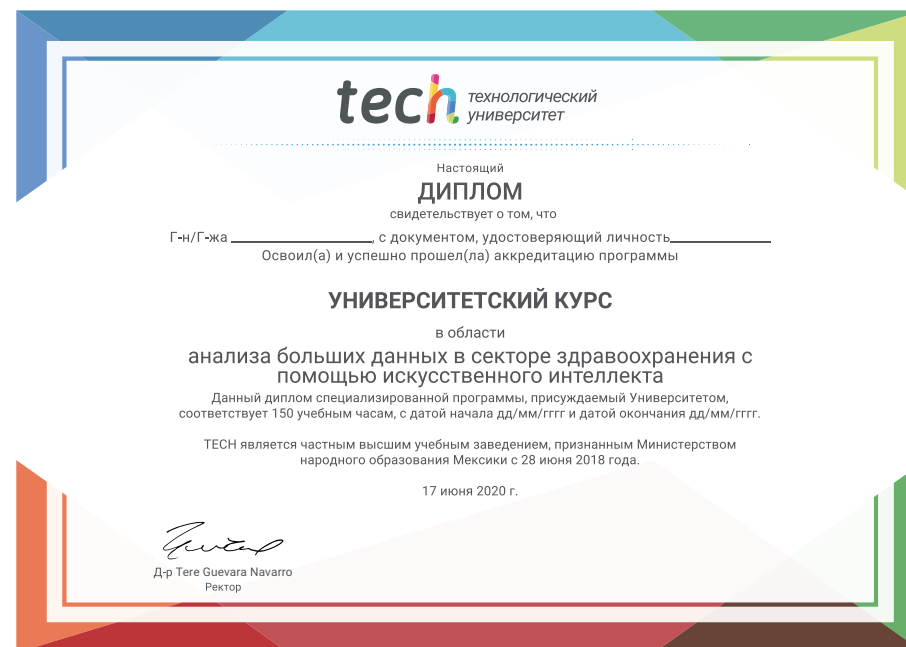 tech технологический
университет
Настоящий
ДИПЛОМ
свидетельствует о том, что
Г-н/Г-жа ____________________, с документом, удостоверяющий личность______________
Освоил(а) и успешно прошел(ла) аккредитацию программы
УНИВЕРСИТЕТСКИЙ КУРС
в области
анализа больших данных в секторе здравоохранения с
помощью искусственного интеллекта
Данный диплом специализированной программы, присуждаемый Университетом,
соответствует 150 учебным часам, с датой начала дд/мм/гггг и датой окончания дд/мм/гггг.
TECH является частным высшим учебным заведением, признанным Министерством
народного образования Мексики с 28 июня 2018 года.
17 июня 2020 г.
Д-р Tere Guevara Navarro
Ректор